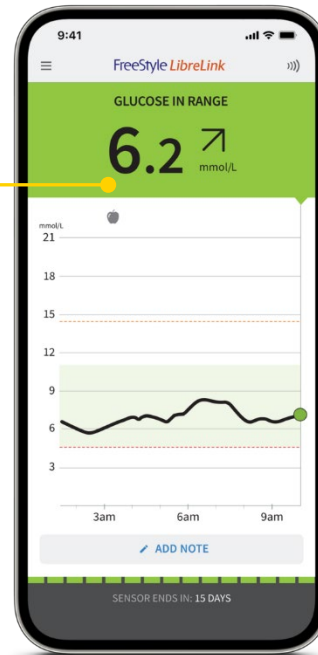 9:41
FreeStyle LibreLink
GLUCOSE IN RANGE
6.2
mmol/L
mmol/L
21
18
15
12
9
6
3
3am 6am 9am
ADD NOTE
SENSOR ENDS IN: 15 DAYS